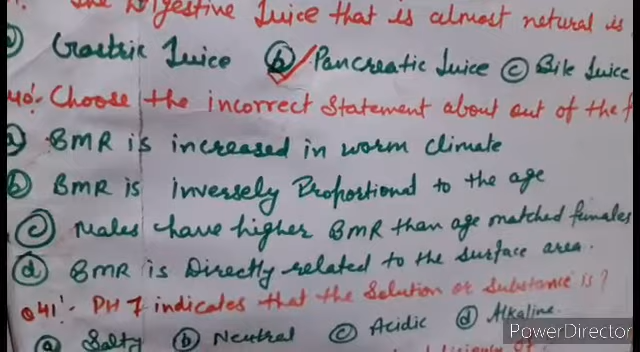 The Digestive Juice that is almost netural is
a) Gastric Juice (b) Pancreatic Juice (c) Bile Juice
40:- Choose the incorrect Statement about out of the f
a) BMR is increased in worm climate
(b) BMR is inversely Proportional to the age
(c) Males have higher BMR than age matched females
(d) BMR is Directly related to the surface area.
Q41:- PH 7 indicates that the Solution or Substance is?
(a) Salty (b) Neutral (c) Acidic (d) Alkaline.
PowerDirector